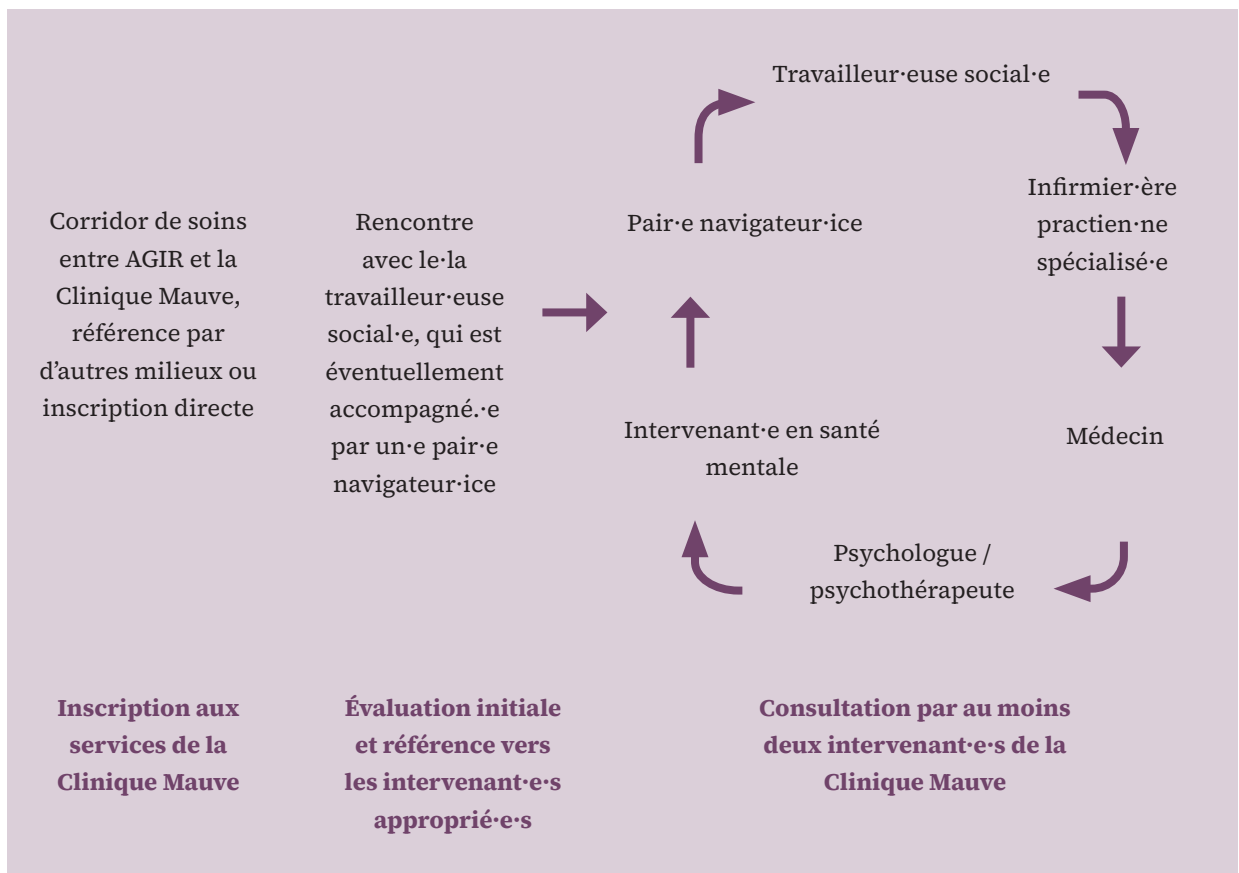 Corridor de soins
entre AGIR et la
Clinique Mauve,
référence par
d’autres milieux ou
inscription directe
Rencontre
avec le·la
travailleur·euse
social·e, qui est
éventuellement
accompagné.·e
par un·e pair·e
navigateur·ice
Pair·e navigateur·ice
Travailleur·euse social·e
Infirmier·ère
practien·ne
spécialisé·e
Médecin
Psychologue /
psychothérapeute
Intervenant·e en santé
mentale
Inscription aux
services de la
Clinique Mauve
Évaluation initiale
et référence vers
les intervenant·e·s
approprié·e·s
Consultation par au moins
deux intervenant·e·s de la
Clinique Mauve